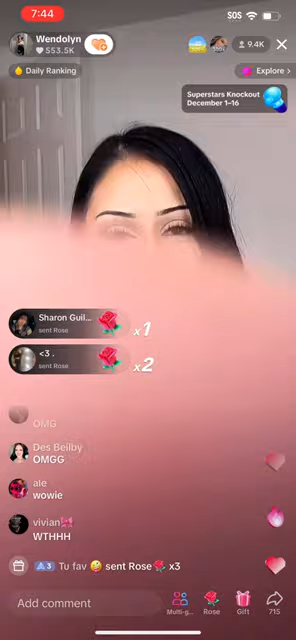 7:44
SOS
Wendolyn
553.5K
9.4K
Daily Ranking
Explore >
Superstars Knockout
December 1–16
Sharon Guil...
sent Rose
x1
<3 .
sent Rose
x2
OMG
Des Beilby
OMGG
ale
wowie
vivian
WTHHH
3 Tu fav sent Rose x3
Add comment
Multi-g...
Rose
Gift
715